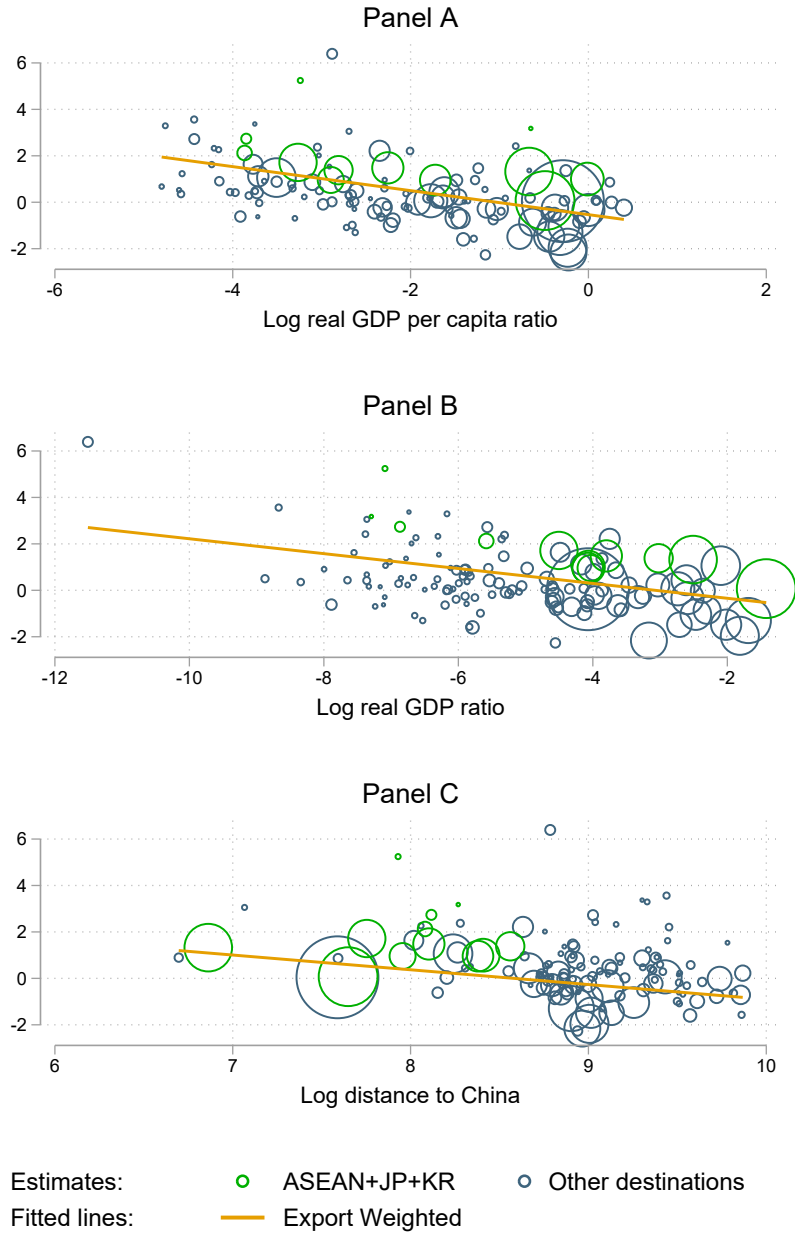 Panel A
6
4
2
0
-2
-6 -4 -2 0 2
Log real GDP per capita ratio
Panel B
6
4
2
0
-2
-12 -10 -8 -6 -4 -2
Log real GDP ratio
Panel C
6
4
2
0
-2
6 7 8 9 10
Log distance to China
Estimates: ASEAN+JP+KR Other destinations
Fitted lines: Export Weighted